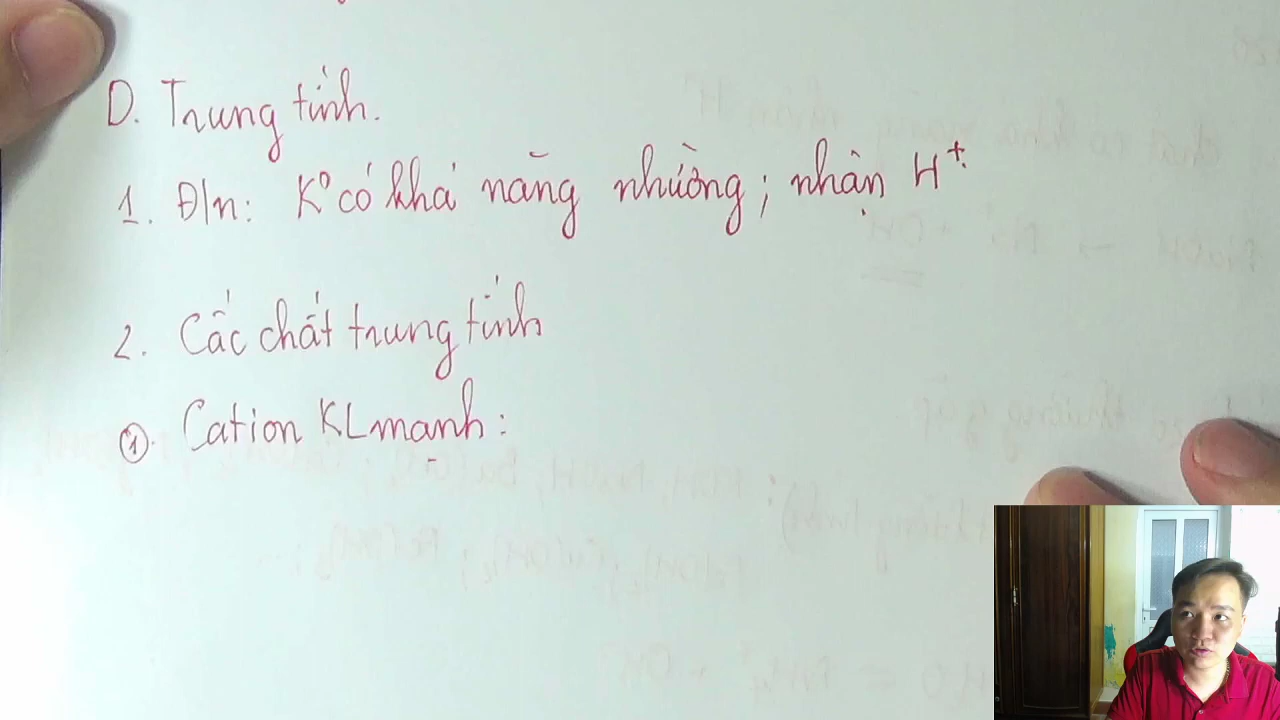 D. Trung tính.
1. Đ/n: K° có khả năng nhường; nhận H⁺.
2. Các chất trung tính
①. Cation KL mạnh: